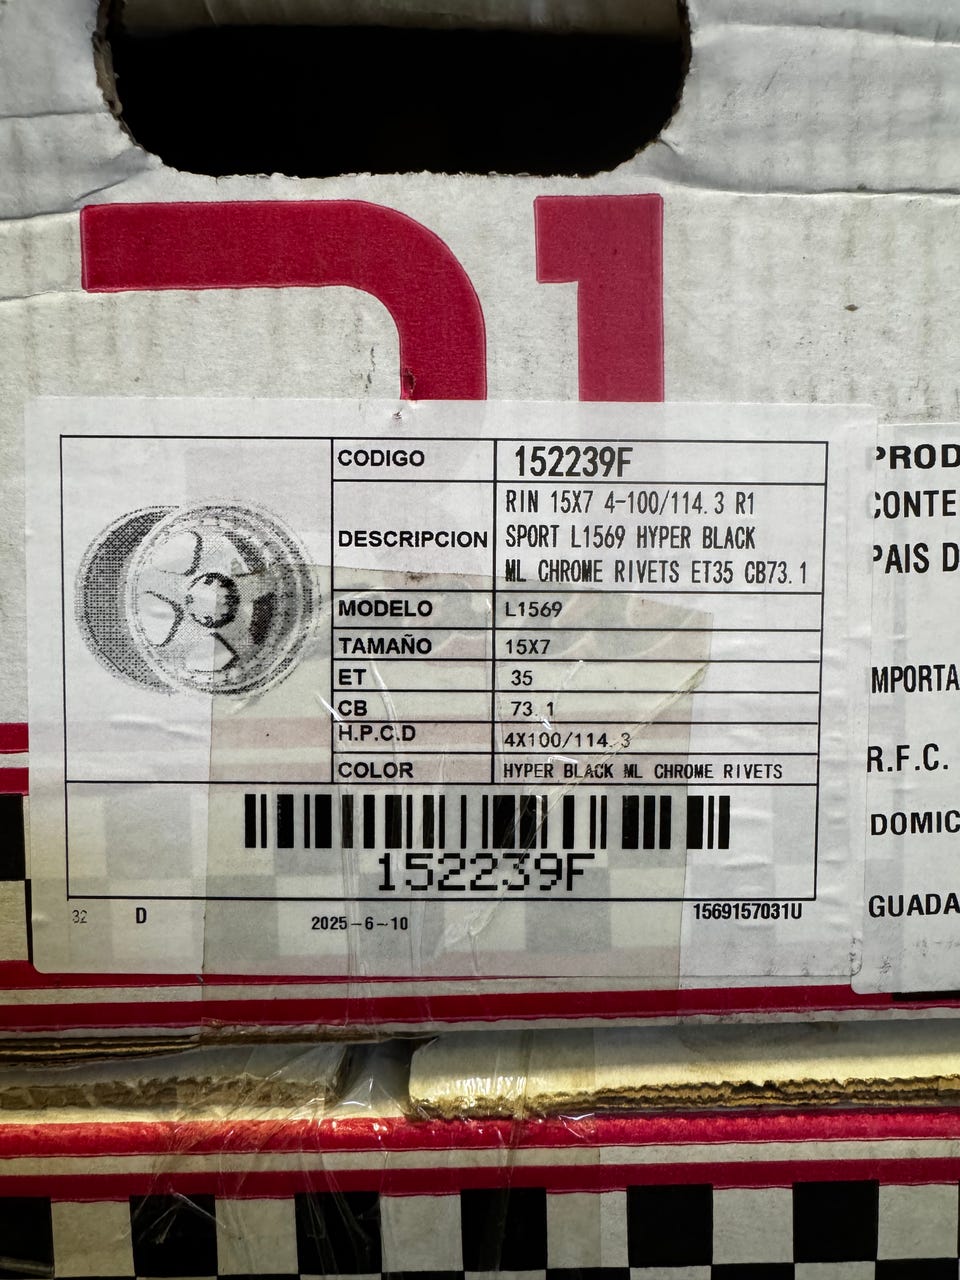 R1
CODIGO 152239F
DESCRIPCION
RIN 15X7 4-100/114.3 R1
SPORT L1569 HYPER BLACK
ML CHROME RIVETS ET35 CB73.1
MODELO L1569
TAMAÑO 15X7
ET 35
CB 73.1
H.P.C.D 4X100/114.3
COLOR HYPER BLACK ML CHROME RIVETS
152239F
32 D 2025-6-10 1569157031U
PROD
CONTE
PAIS D
MPORTA
R.F.C.
DOMIC
GUADA